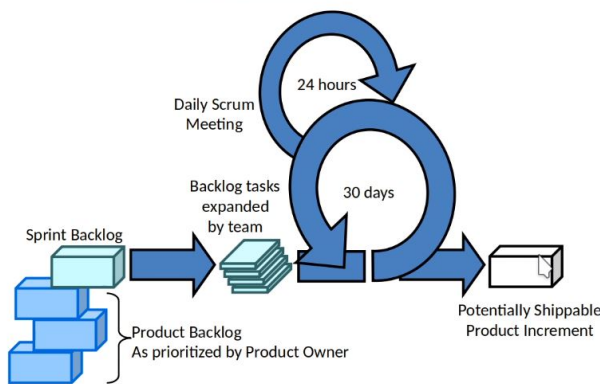 24 hours
Daily Scrum
Meeting
Backlog tasks
expanded
by team
30 days
Sprint Backlog
Potentially Shippable
Product Increment
Product Backlog
As prioritized by Product Owner